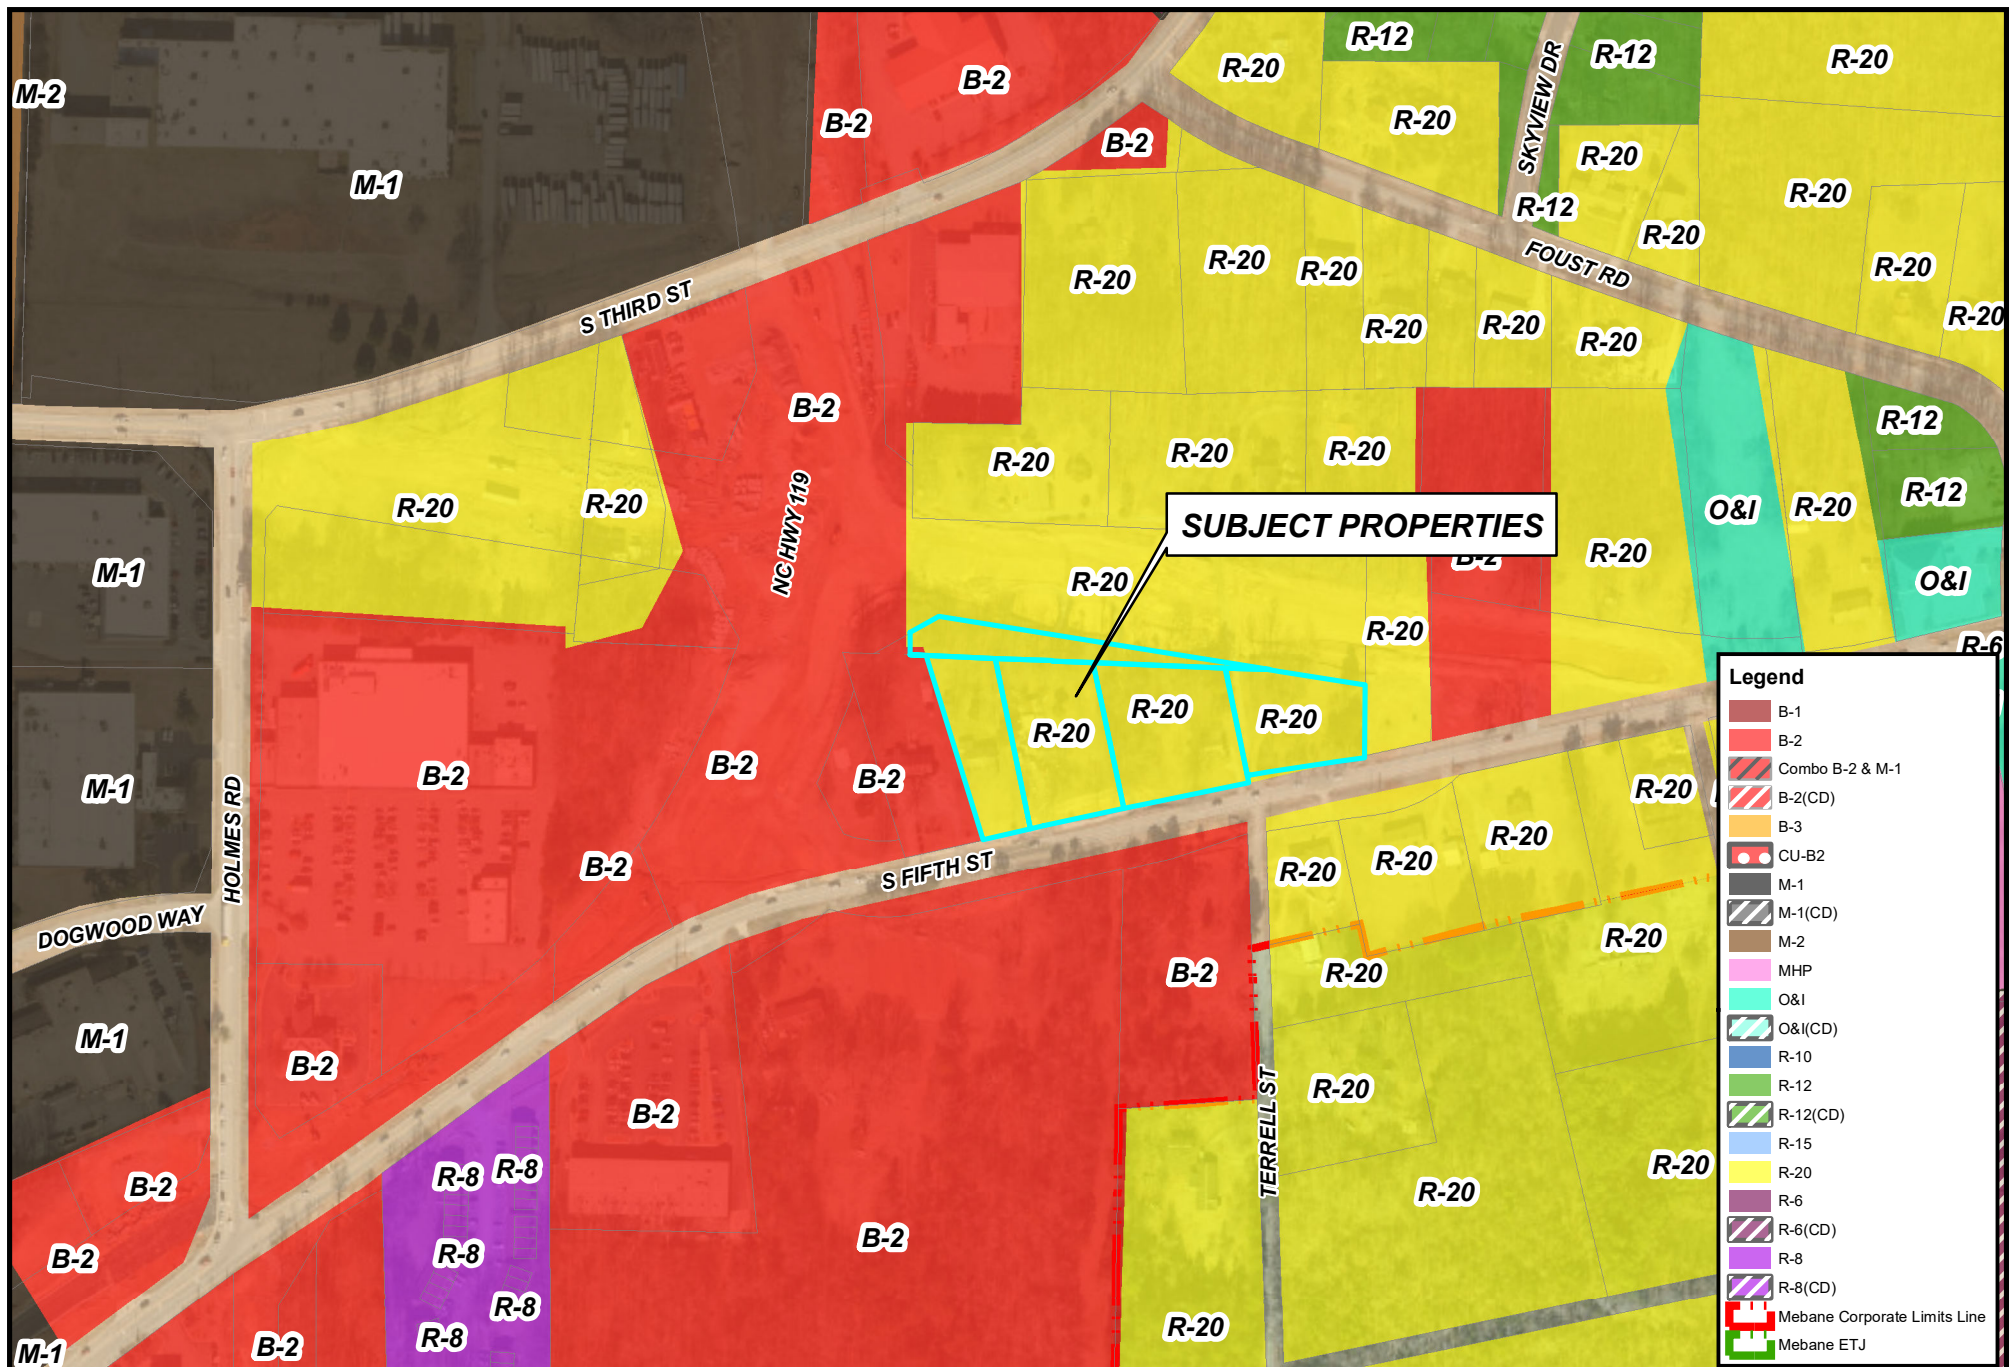 R-12
R-12
R-20
R-20
M-2
B-2
B-2
R-20
B-2
SKYVIEW DR
R-20
M-1
R-20
R-12
R-20
FOUST RD
R-20
R-20
R-20
R-20
S THIRD ST
R-20
R-20
R-20
R-20
B-2
R-12
R-20
R-20
R-20
R-12
R-20
R-20
NC HWY 119
O&I
R-20
SUBJECT PROPERTIES
B-2
R-20
M-1
R-20
O&I
R-20
R-6
R-20
R-20
R-20
B-2
B-2
B-2
M-1
R-20
HOLMES RD
R-20
R-20
R-20
B-2
S FIFTH ST
DOGWOOD WAY
R-20
B-2
R-20
M-1
B-2
R-20
B-2
TERRELL ST
R-20
R-8
R-8
B-2
R-20
B-2
R-8
B-2
R-8
R-20
R-8
B-2
M-1
Legend
B-1
B-2
Combo B-2 & M-1
B-2(CD)
B-3
CU-B2
M-1
M-1(CD)
M-2
MHP
O&I
O&I(CD)
R-10
R-12
R-12(CD)
R-15
R-20
R-6
R-6(CD)
R-8
R-8(CD)
Mebane Corporate Limits Line
Mebane ETJ